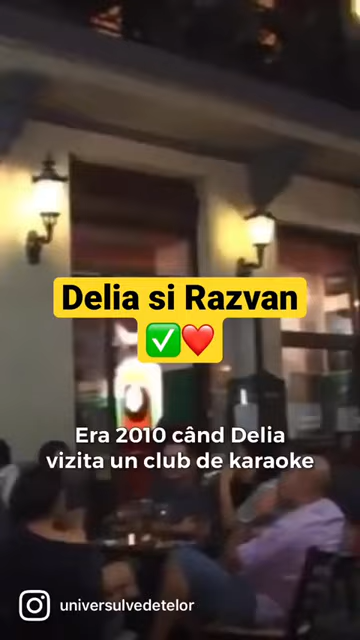 Delia si Razvan
✅❤️
Era 2010 când Delia
vizita un club de karaoke
universulvedetelor